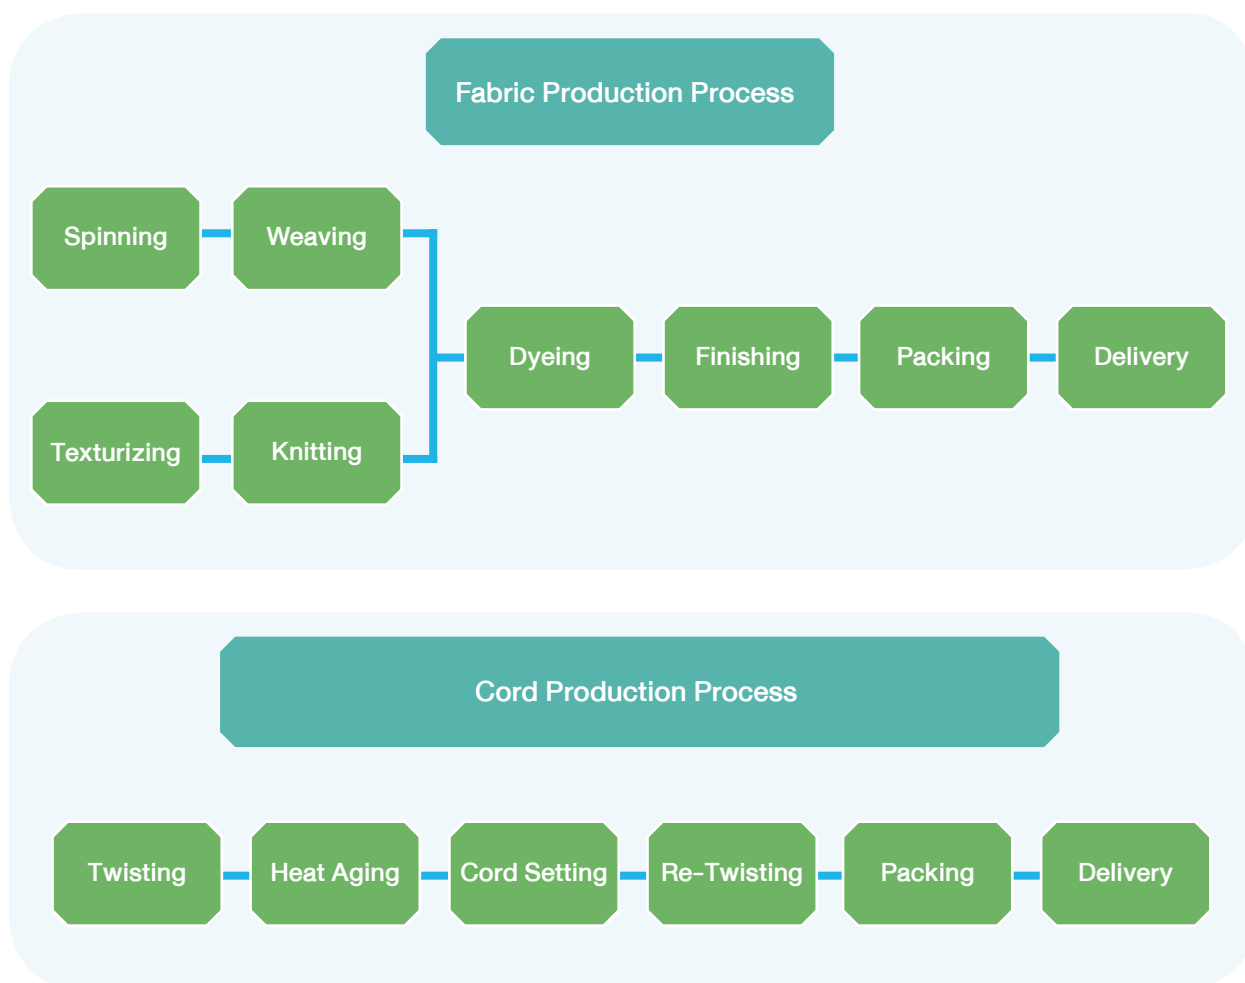 Fabric Production Process
Spinning
Weaving
Dyeing
Finishing
Packing
Delivery
Texturizing
Knitting
Cord Production Process
Twisting
Heat Aging
Cord Setting
Re-Twisting
Packing
Delivery